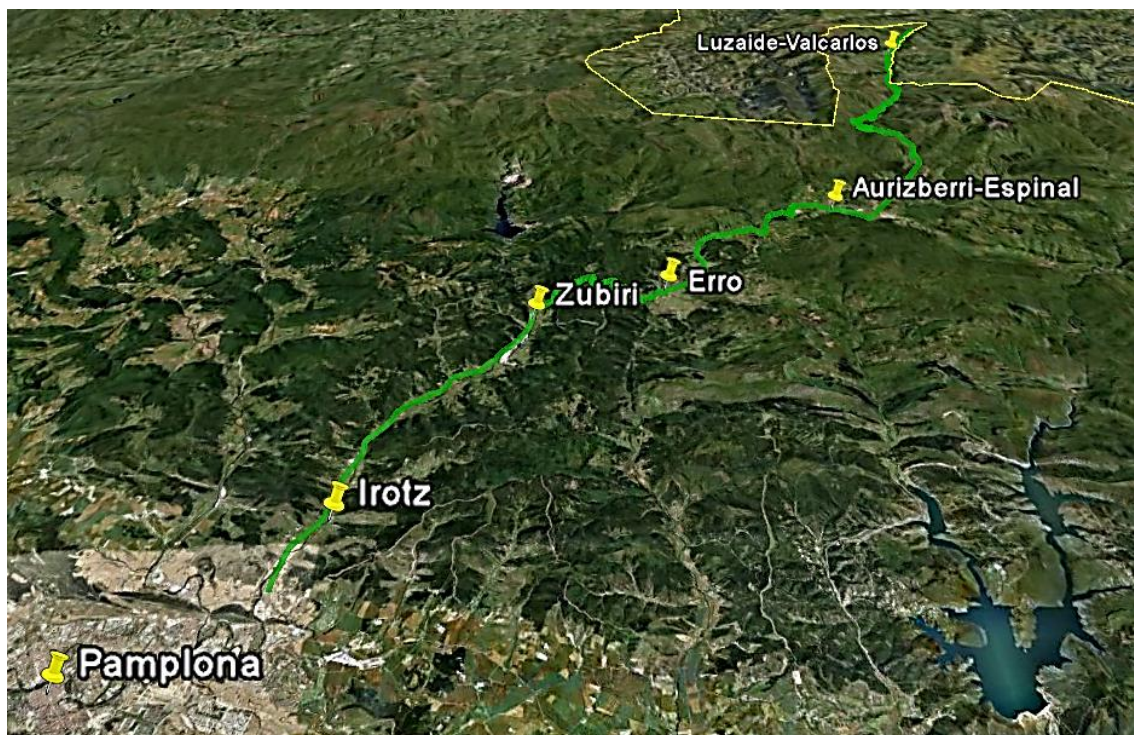 Luzaide-Valcarlos
Aurizberri-Espinal
Erro
Zubiri
Irotz
Pamplona